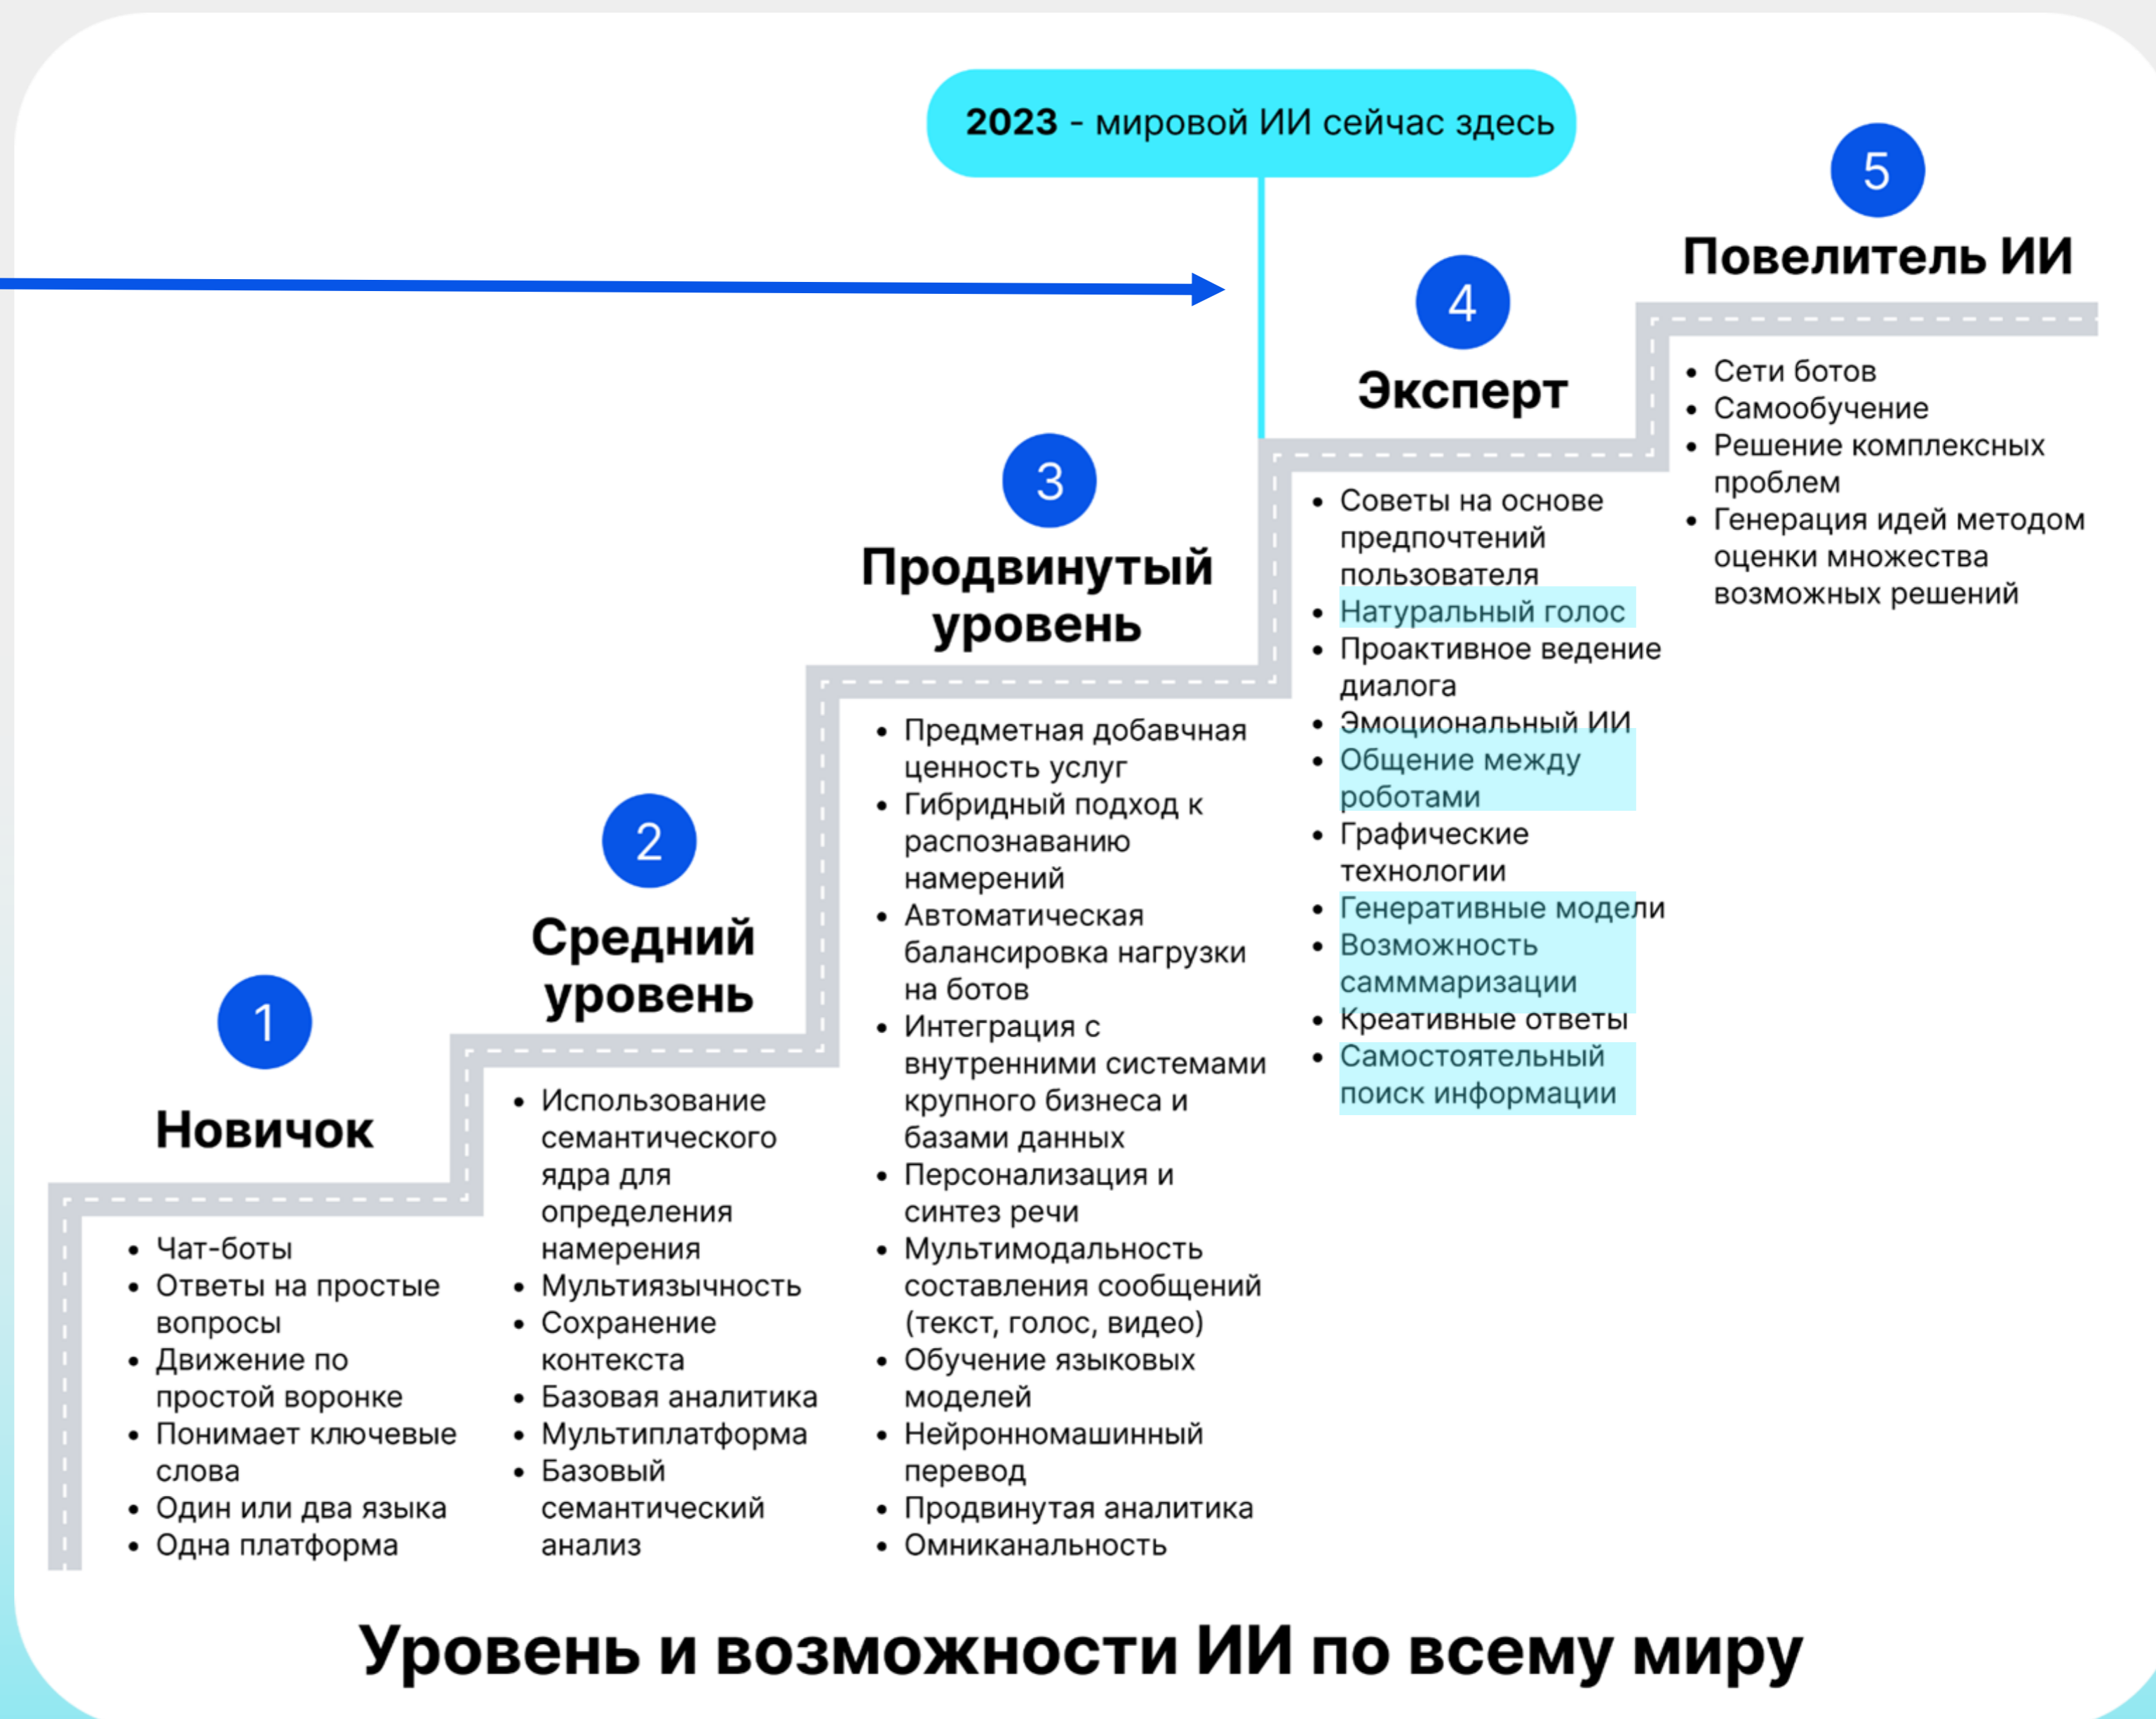 2023 - мировой ИИ сейчас здесь
1
Новичок
• Чат-боты
• Ответы на простые
вопросы
• Движение по
простой воронке
• Понимает ключевые
слова
• Один или два языка
• Одна платформа
2
Средний
уровень
• Использование
семантического
ядра для
определения
намерения
• Мультиязычность
• Сохранение
контекста
• Базовая аналитика
• Мультиплатформа
• Базовый
семантический
анализ
3
Продвинутый
уровень
• Предметная добавчная
ценность услуг
• Гибридный подход к
распознаванию
намерений
• Автоматическая
балансировка нагрузки
на ботов
• Интеграция с
внутренними системами
крупного бизнеса и
базами данных
• Персонализация и
синтез речи
• Мультимодальность
составления сообщений
(текст, голос, видео)
• Обучение языковых
моделей
• Нейронномашинный
перевод
• Продвинутая аналитика
• Омниканальность
4
Эксперт
• Советы на основе
предпочтений
пользователя
• Натуральный голос
• Проактивное ведение
диалога
• Эмоциональный ИИ
• Общение между
роботами
• Графические
технологии
• Генеративные модели
• Возможность
самммаризации
• Креативные ответы
• Самостоятельный
поиск информации
5
Повелитель ИИ
• Сети ботов
• Самообучение
• Решение комплексных
проблем
• Генерация идей методом
оценки множества
возможных решений
Уровень и возможности ИИ по всему миру